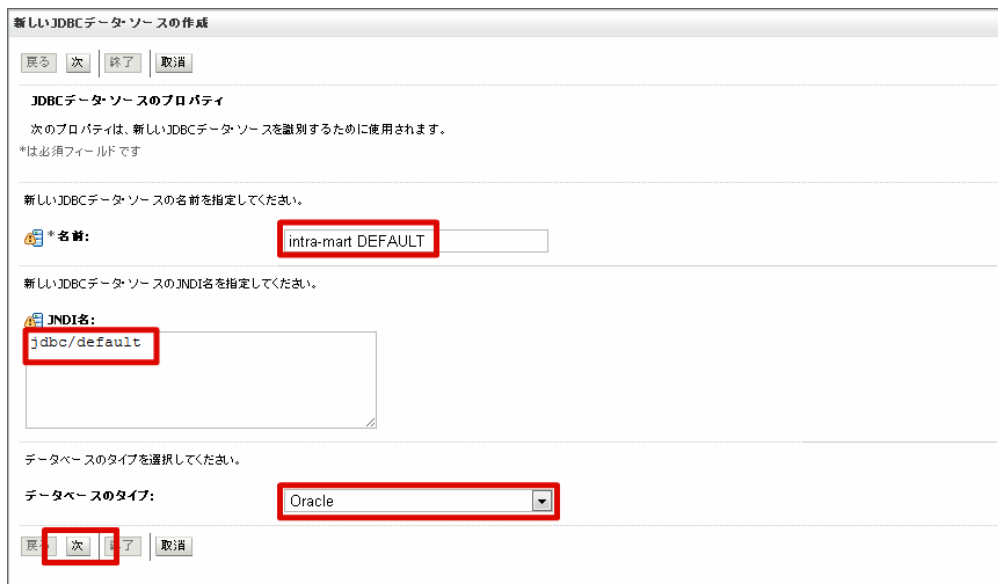 新しいJDBCデータ・ソースの作成
戻る 次 終了 取消
JDBCデータ・ソースのプロパティ
次のプロパティは、新しいJDBCデータ・ソースを識別するために使用されます。
*は必須フィールドです
新しいJDBCデータ・ソースの名前を指定してください。
*名前: intra-mart DEFAULT
新しいJDBCデータ・ソースのJNDI名を指定してください。
JNDI名:
jdbc/default
データベースのタイプを選択してください。
データベースのタイプ: Oracle
戻る 次 終了 取消